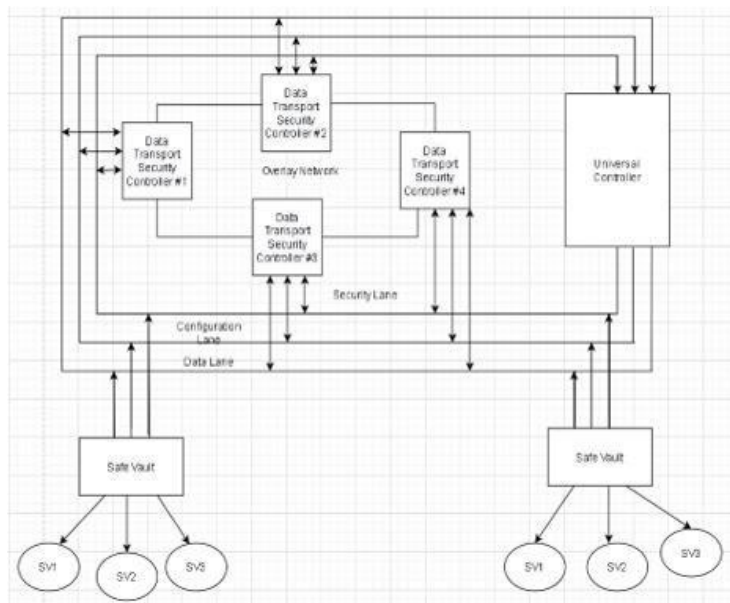 Data
Transport
Security
Controller #2
Data
Transport
Security
Controller #1
Overlay Network
Data
Transport
Security
Controller #4
Universal
Controller
Data
Transport
Security
Controller #3
Security Lane
Configuration
Lane
Data Lane
Safe Vault
Safe Vault
SV1
SV2
SV3
SV1
SV2
SV3